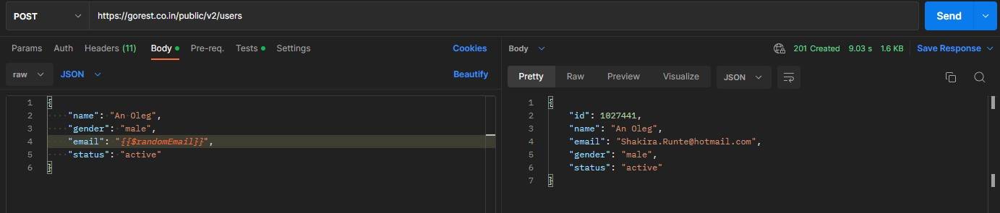 POST https://gorest.co.in/public/v2/users Send
Params Auth Headers (11) Body Pre-req. Tests Settings Cookies
raw JSON Beautify
1 {
2 "name": "An Oleg",
3 "gender": "male",
4 "email": "{{$randomEmail}}",
5 "status": "active"
6 }
Body 201 Created 9.03 s 1.6 KB Save Response
Pretty Raw Preview Visualize JSON
1 {
2 "id": 1027441,
3 "name": "An Oleg",
4 "email": "Shakira.Runte@hotmail.com",
5 "gender": "male",
6 "status": "active"
7 }